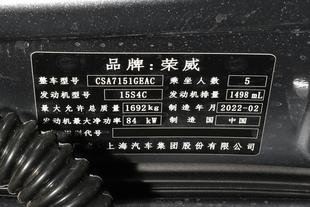 品牌:荣威
整车型号 CSA7151GEAC 乘坐人数 5
发动机型号 15S4C 发动机排量 1498 mL
最大允许总质量 1692kg 制造年月 2022-02
发动机最大净功率 84 kW 制造国 中国
代号
上海汽车集团股份有限公司